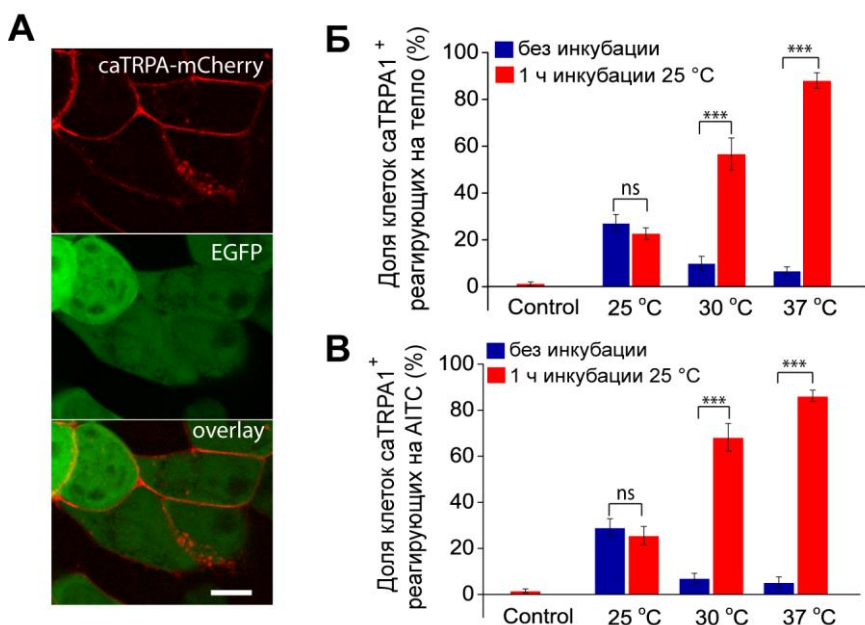 А
caTRPA-mCherry
EGFP
overlay
Б
Доля клеток caTRPA1+
реагирующих на тепло (%)
100
80
60
40
20
0
без инкубации
1 ч инкубации 25 °C
ns
***
***
Control
25 °C
30 °C
37 °C
В
Доля клеток caTRPA1+
реагирующих на AITC (%)
100
80
60
40
20
0
без инкубации
1 ч инкубации 25 °C
ns
***
***
Control
25 °C
30 °C
37 °C